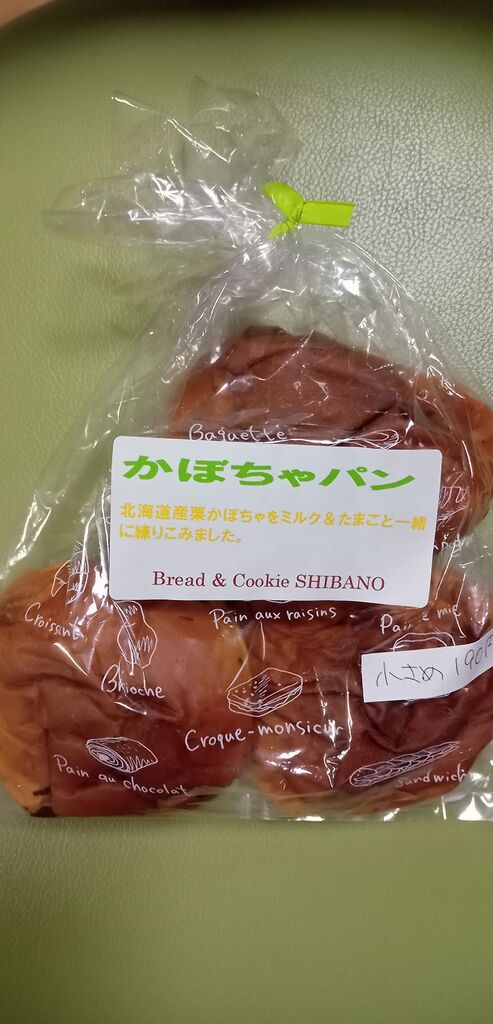 Baguette
かぼちゃパン
北海道産栗かぼちゃをミルク＆たまごと一緒
に練りこみました。
Bread & Cookie SHIBANO
Croissant
Pain aux raisins
Brioche
小さめ 190
Croque-monsieur
Pain au chocolat
Sandwich